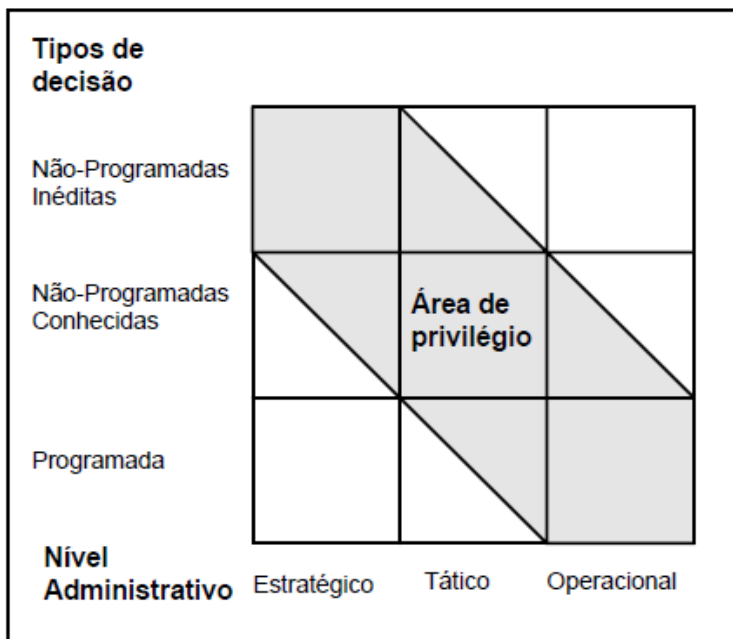 Tipos de
decisão
Não-Programadas
Inéditas
Não-Programadas
Conhecidas
Área de
privilégio
Programada
Nível
Administrativo
Estratégico
Tático
Operacional